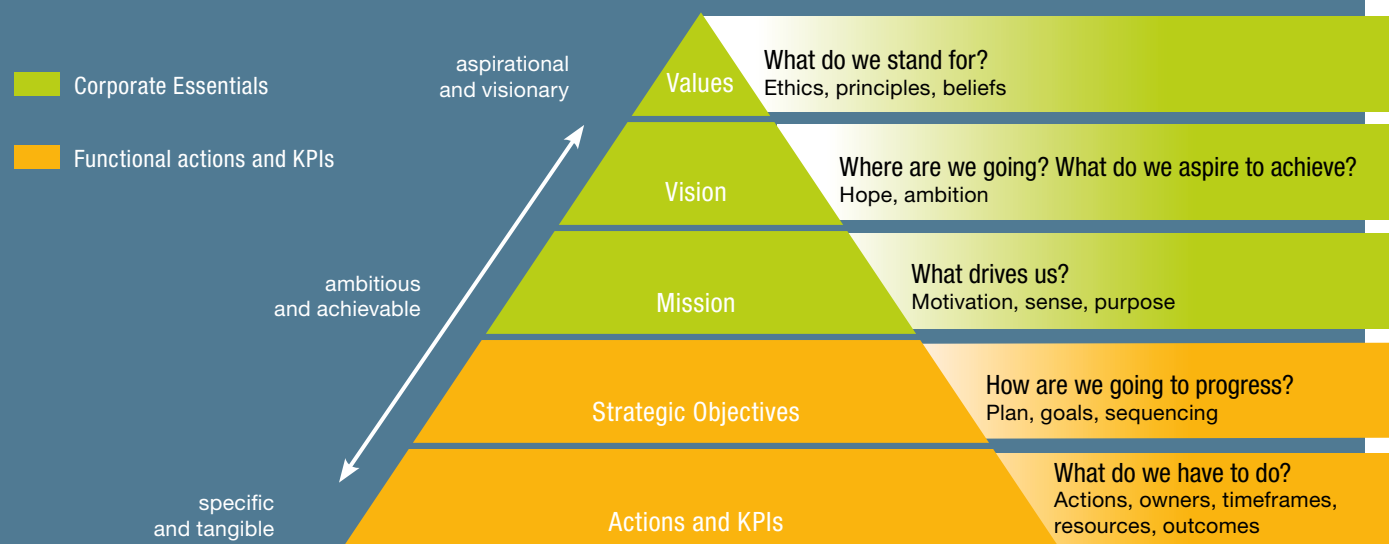 Corporate Essentials
Functional actions and KPIs
aspirational
and visionary
ambitious
and achievable
specific
and tangible
Values
What do we stand for?
Ethics, principles, beliefs
Vision
Where are we going? What do we aspire to achieve?
Hope, ambition
Mission
What drives us?
Motivation, sense, purpose
Strategic Objectives
How are we going to progress?
Plan, goals, sequencing
Actions and KPIs
What do we have to do?
Actions, owners, timeframes,
resources, outcomes